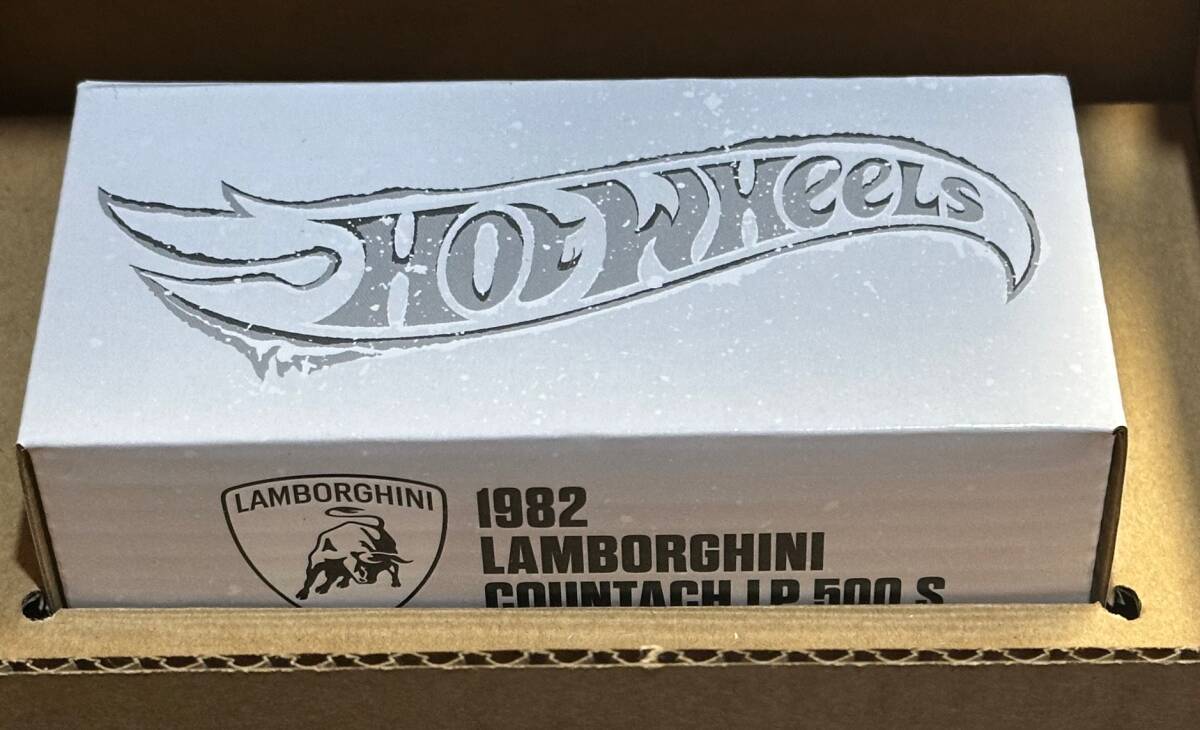 HOT WHEELS
LAMBORGHINI
1982
LAMBORGHINI
COUNTACH LP 500 S